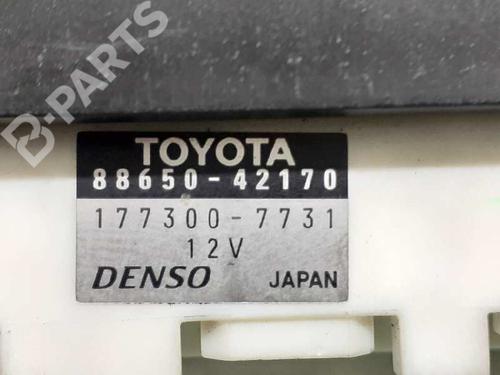 B-PARTS
TOYOTA
88650-42170
177300-7731
12V
DENSO JAPAN